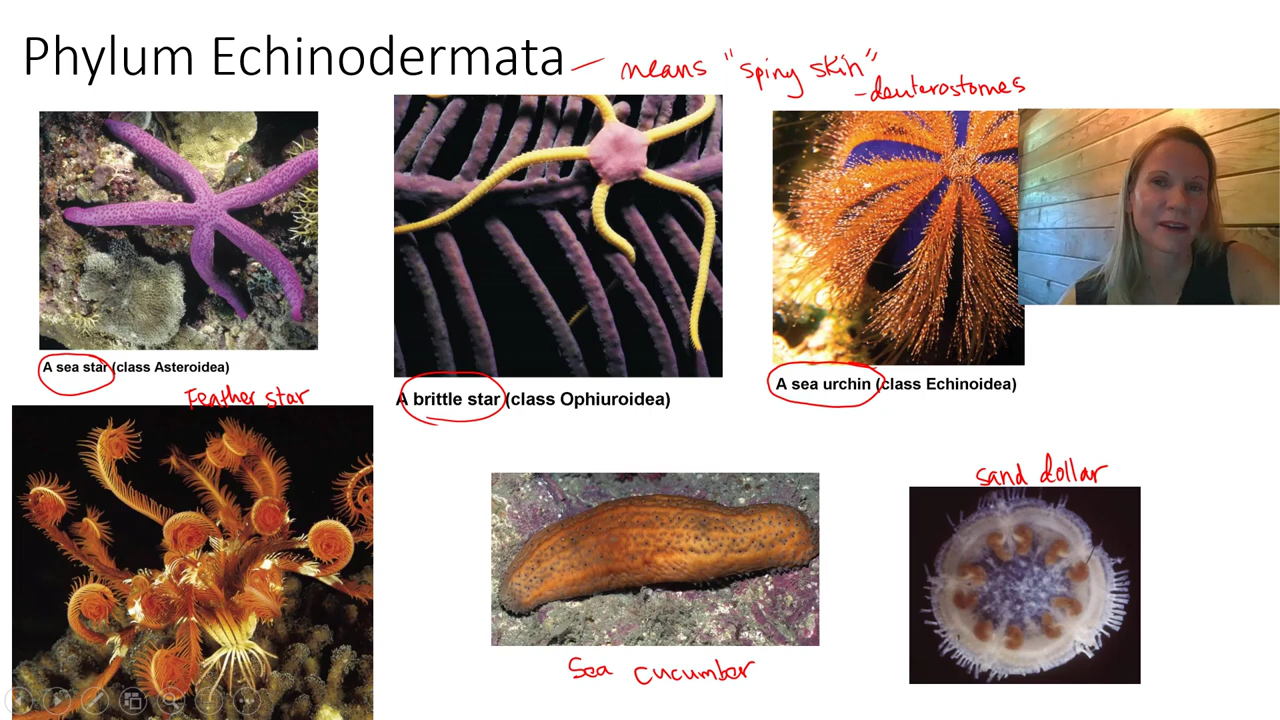 Phylum Echinodermata – means "spiny skin"
- deuterostomes
A sea star (class Asteroidea)
A brittle star (class Ophiuroidea)
A sea urchin (class Echinoidea)
Feather star
sand dollar
Sea cucumber